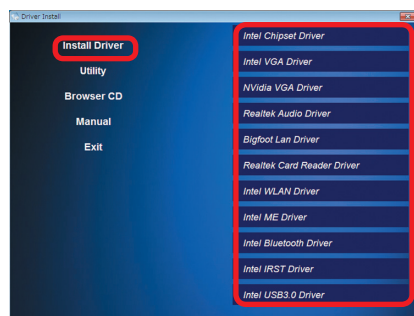 Driver Install
Install Driver
Utility
Browser CD
Manual
Exit
Intel Chipset Driver
Intel VGA Driver
NVidia VGA Driver
Realtek Audio Driver
Bigfoot Lan Driver
Realtek Card Reader Driver
Intel WLAN Driver
Intel ME Driver
Intel Bluetooth Driver
Intel IRST Driver
Intel USB3.0 Driver